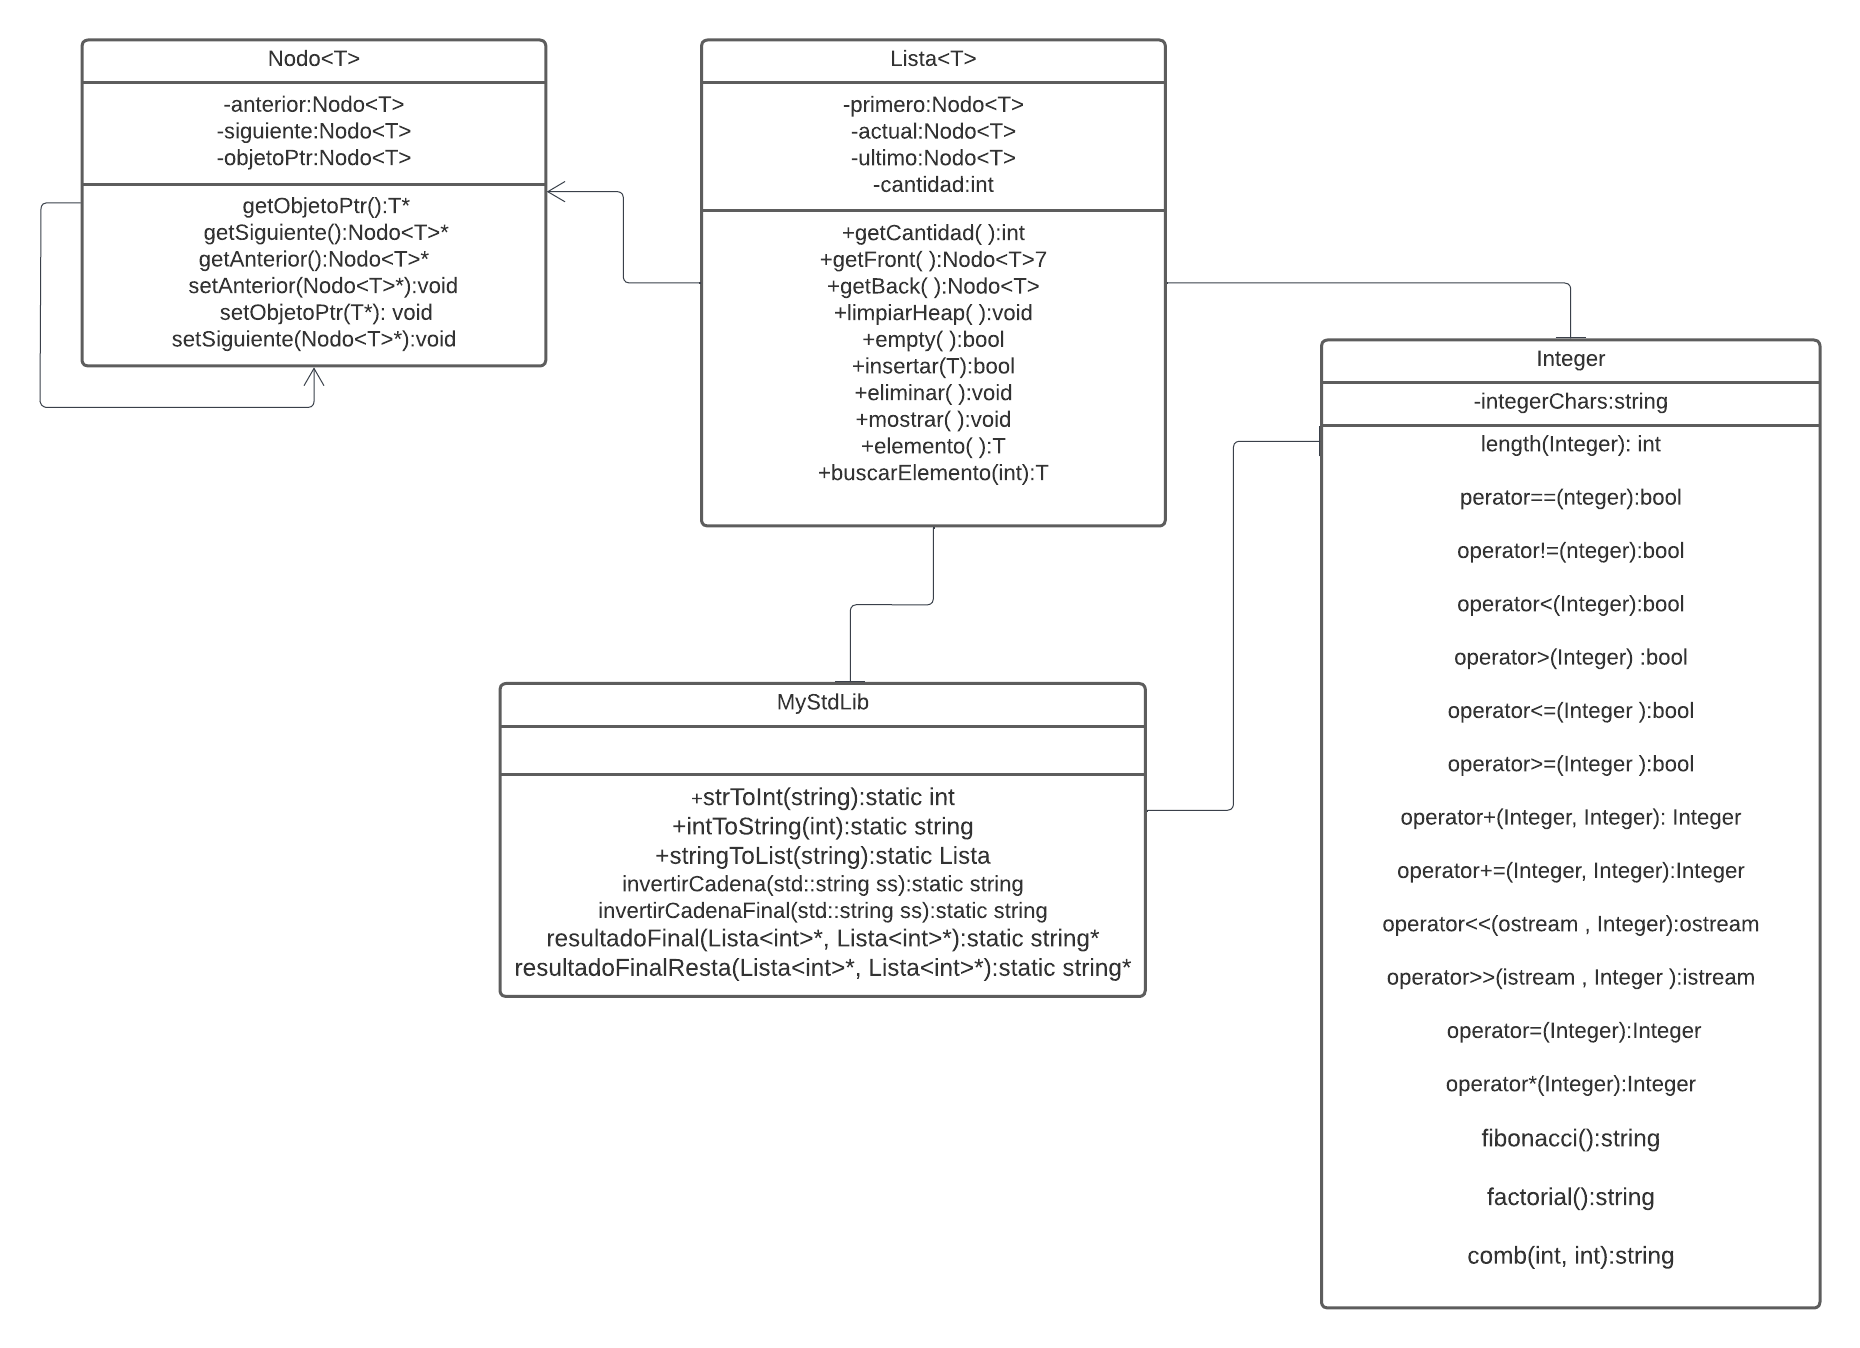 Nodo<T>
-anterior:Nodo<T>
-siguiente:Nodo<T>
-objetoPtr:Nodo<T>
getObjetoPtr():T*
getSiguiente():Nodo<T>*
getAnterior():Nodo<T>*
setAnterior(Nodo<T>*):void
setObjetoPtr(T*): void
setSiguiente(Nodo<T>*):void
Lista<T>
-primero:Nodo<T>
-actual:Nodo<T>
-ultimo:Nodo<T>
-cantidad:int
+getCantidad( ):int
+getFront( ):Nodo<T>7
+getBack( ):Nodo<T>
+limpiarHeap( ):void
+empty( ):bool
+insertar(T):bool
+eliminar( ):void
+mostrar( ):void
+elemento( ):T
+buscarElemento(int):T
Integer
-integerChars:string
length(Integer): int
perator==(nteger):bool
operator!=(nteger):bool
operator<(Integer):bool
operator>(Integer) :bool
operator<=(Integer ):bool
operator>=(Integer ):bool
operator+(Integer, Integer): Integer
operator+=(Integer, Integer):Integer
operator<<(ostream , Integer):ostream
operator>>(istream , Integer ):istream
operator=(Integer):Integer
operator*(Integer):Integer
fibonacci():string
factorial():string
comb(int, int):string
MyStdLib
+strToInt(string):static int
+intToString(int):static string
+stringToList(string):static Lista
invertirCadena(std::string ss):static string
invertirCadenaFinal(std::string ss):static string
resultadoFinal(Lista<int>*, Lista<int>*):static string*
resultadoFinalResta(Lista<int>*, Lista<int>*):static string*